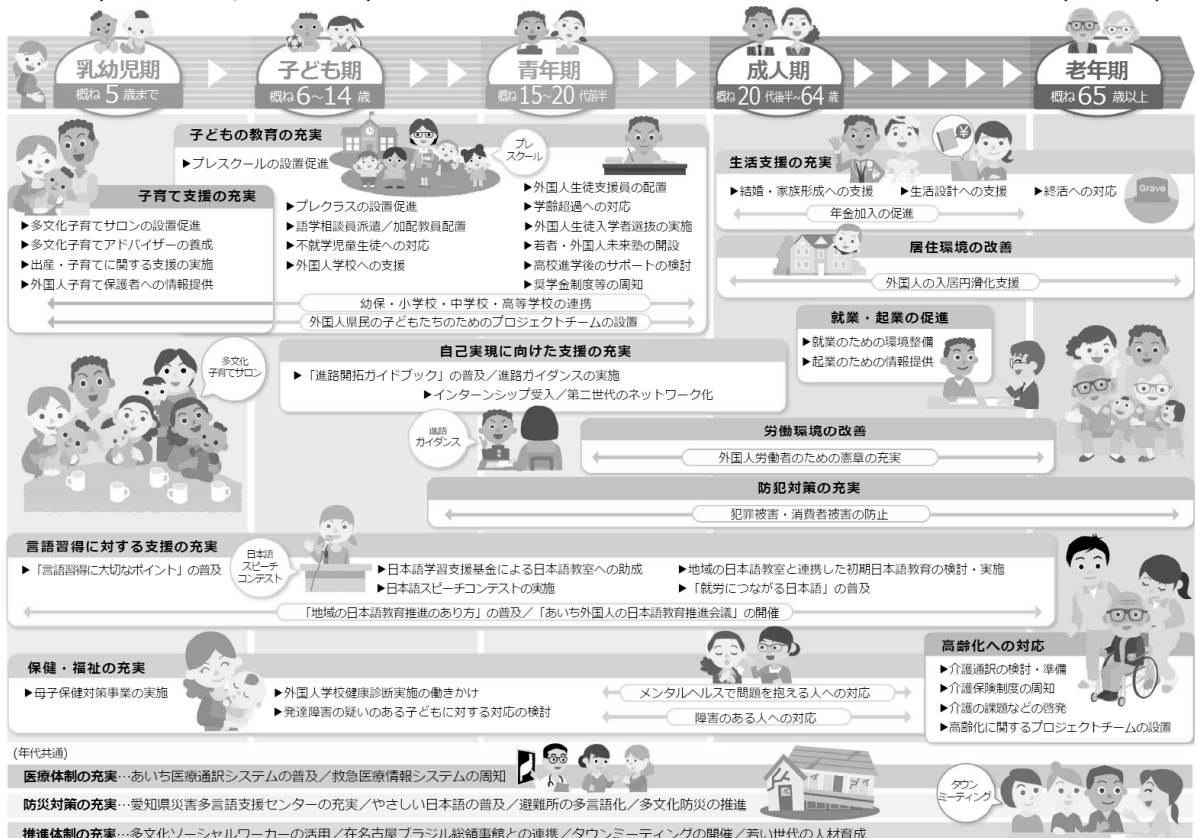 乳幼児期
概ね5歳まで
子ども期
概ね6~14歳
青年期
概ね15~20代前半
成人期
概ね20代後半~64歳
老年期
概ね65歳以上
子どもの教育の充実
▶プレスクールの設置促進
プレ
スクール
子育て支援の充実
▶多文化子育てサロンの設置促進
▶多文化子育てアドバイザーの養成
▶出産・子育てに関する支援の実施
▶外国人子育て保護者への情報提供
▶プレクラスの設置促進
▶語学相談員派遣/加配教員配置
▶不就学児童生徒への対応
▶外国人学校への支援
▶外国人生徒支援員の配置
▶学齢超過への対応
▶外国人生徒入学者選抜の実施
▶若者・外国人未来塾の開設
▶高校進学後のサポートの検討
▶奨学金制度等の周知
幼保・小学校・中学校・高等学校の連携
外国人県民の子どもたちのためのプロジェクトチームの設置
生活支援の充実
▶結婚・家族形成への支援
▶生活設計への支援
▶終活への対応
Grave
年金加入の促進
居住環境の改善
外国人の入居円滑化支援
就業・起業の促進
▶就業のための環境整備
▶起業のための情報提供
多文化
子育てサロン
自己実現に向けた支援の充実
▶「進路開拓ガイドブック」の普及/進路ガイダンスの実施
▶インターンシップ受入/第二世代のネットワーク化
進路
ガイダンス
労働環境の改善
外国人労働者のための憲章の充実
防犯対策の充実
犯罪被害・消費者被害の防止
言語習得に対する支援の充実
▶「言語習得に大切なポイント」の普及
日本語
スピーチ
コンテスト
▶日本語学習支援基金による日本語教室への助成
▶日本語スピーチコンテストの実施
▶地域の日本語教室と連携した初期日本語教育の検討・実施
▶「就労につながる日本語」の普及
「地域の日本語教育推進のあり方」の普及/「あいち外国人の日本語教育推進会議」の開催
保健・福祉の充実
▶母子保健対策事業の実施
▶外国人学校健康診断実施の働きかけ
▶発達障害の疑いのある子どもに対する対応の検討
メンタルヘルスで問題を抱える人への対応
障害のある人への対応
高齢化への対応
▶介護通訳の検討・準備
▶介護保険制度の周知
▶介護の課題などの啓発
▶高齢化に関するプロジェクトチームの設置
(年代共通)
医療体制の充実…あいち医療通訳システムの普及/救急医療情報システムの周知
防災対策の充実…愛知県災害多言語支援センターの充実/やさしい日本語の普及/避難所の多言語化/多文化防災の推進
タウン
ミーティング
推進体制の充実…多文化ソーシャルワーカーの活用/在名古屋ブラジル総領事館との連携/タウンミーティングの開催/若い世代の人材育成